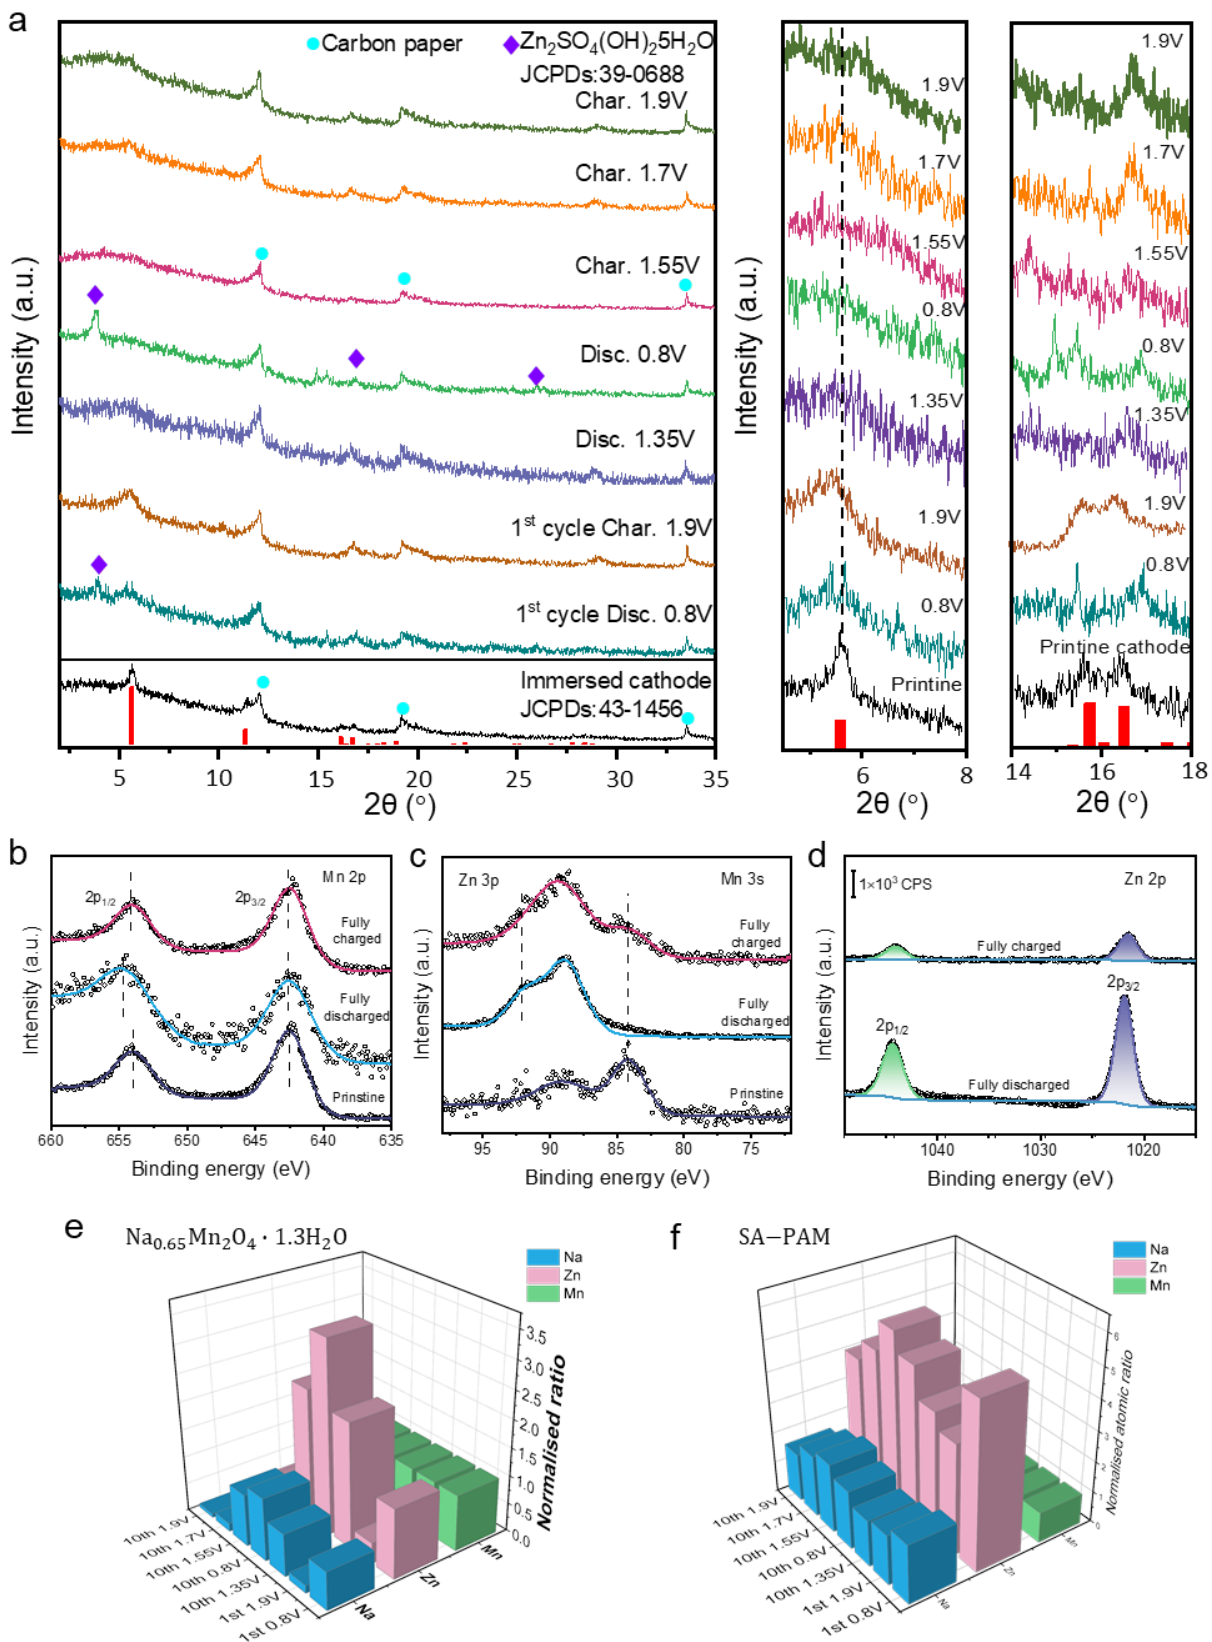 a
Carbon paper
Zn2SO4(OH)25H2O
JCPDs:39-0688
Char. 1.9V
Char. 1.7V
Char. 1.55V
Disc. 0.8V
Disc. 1.35V
1st cycle Char. 1.9V
1st cycle Disc. 0.8V
Immersed cathode
JCPDs:43-1456
Intensity (a.u.)
5 10 15 20 25 30 35
2θ (°)
1.9V
1.7V
1.55V
0.8V
1.35V
1.9V
0.8V
Printine
Intensity (a.u.)
6 8
2θ (°)
1.9V
1.7V
1.55V
0.8V
1.35V
1.9V
0.8V
Printine cathode
14 16 18
2θ (°)
b
Mn 2p
2p1/2
2p3/2
Fully
charged
Fully
discharged
Prinstine
Intensity (a.u.)
660 655 650 645 640 635
Binding energy (eV)
c
Zn 3p
Mn 3s
Fully
charged
Fully
discharged
Prinstine
Intensity (a.u.)
95 90 85 80 75
Binding energy (eV)
d
1×10³ CPS
Zn 2p
Fully charged
2p3/2
2p1/2
Fully discharged
Intensity (a.u.)
1040 1030 1020
Binding energy (eV)
e
Na0.65Mn2O4 · 1.3H2O
Na
Zn
Mn
3.5
3.0
2.5
2.0
1.5
1.0
0.5
0.0
Normalised ratio
10th 1.9V
10th 1.7V
10th 1.55V
10th 0.8V
10th 1.35V
1st 1.9V
1st 0.8V
Na
Zn
Mn
f
SA−PAM
Na
Zn
Mn
6
5
4
3
2
1
0
Normalised atomic ratio
10th 1.9V
10th 1.7V
10th 1.55V
10th 0.8V
10th 1.35V
1st 1.9V
1st 0.8V
Na
Zn
Mn